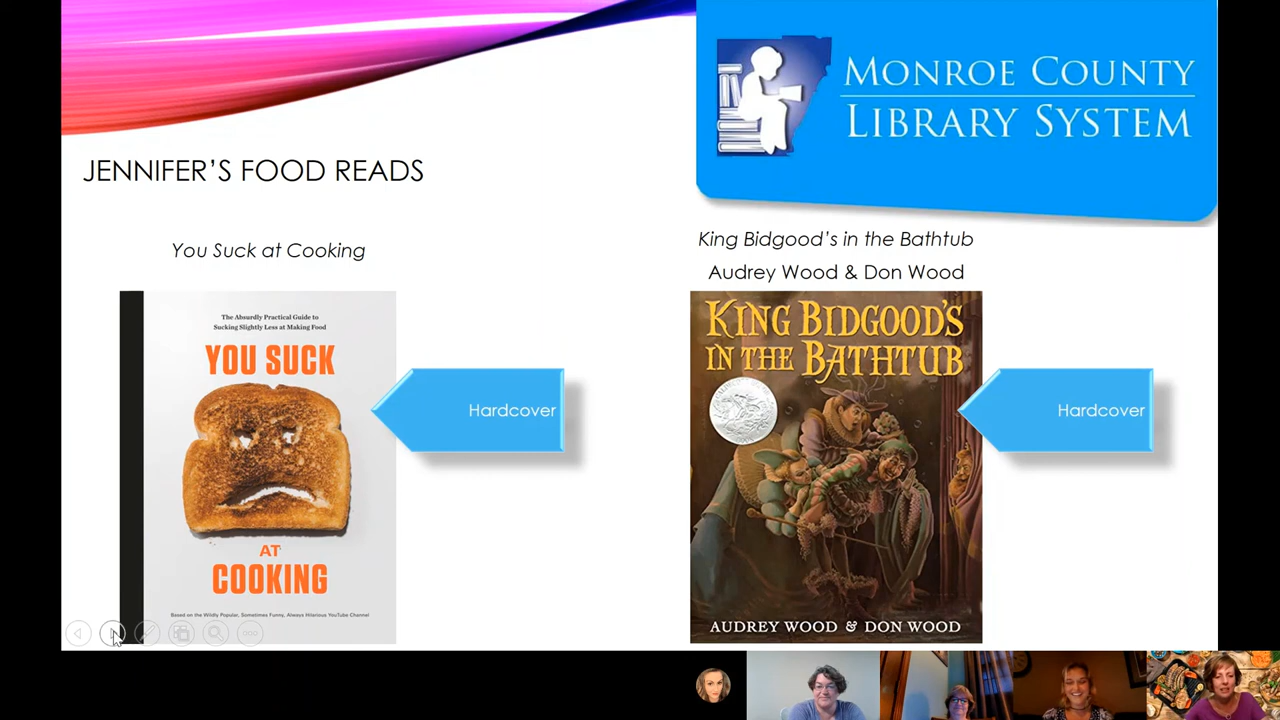 MONROE COUNTY
LIBRARY SYSTEM
JENNIFER'S FOOD READS
You Suck at Cooking
King Bidgood's in the Bathtub
Audrey Wood & Don Wood
The Absurdly Practical Guide to
Sucking Slightly Less at Making Food
YOU SUCK
AT
COOKING
Based on the Wildly Popular, Sometimes Funny, Always Hilarious YouTube Channel
Hardcover
KING BIDGOOD'S
IN THE BATHTUB
AUDREY WOOD & DON WOOD
Hardcover